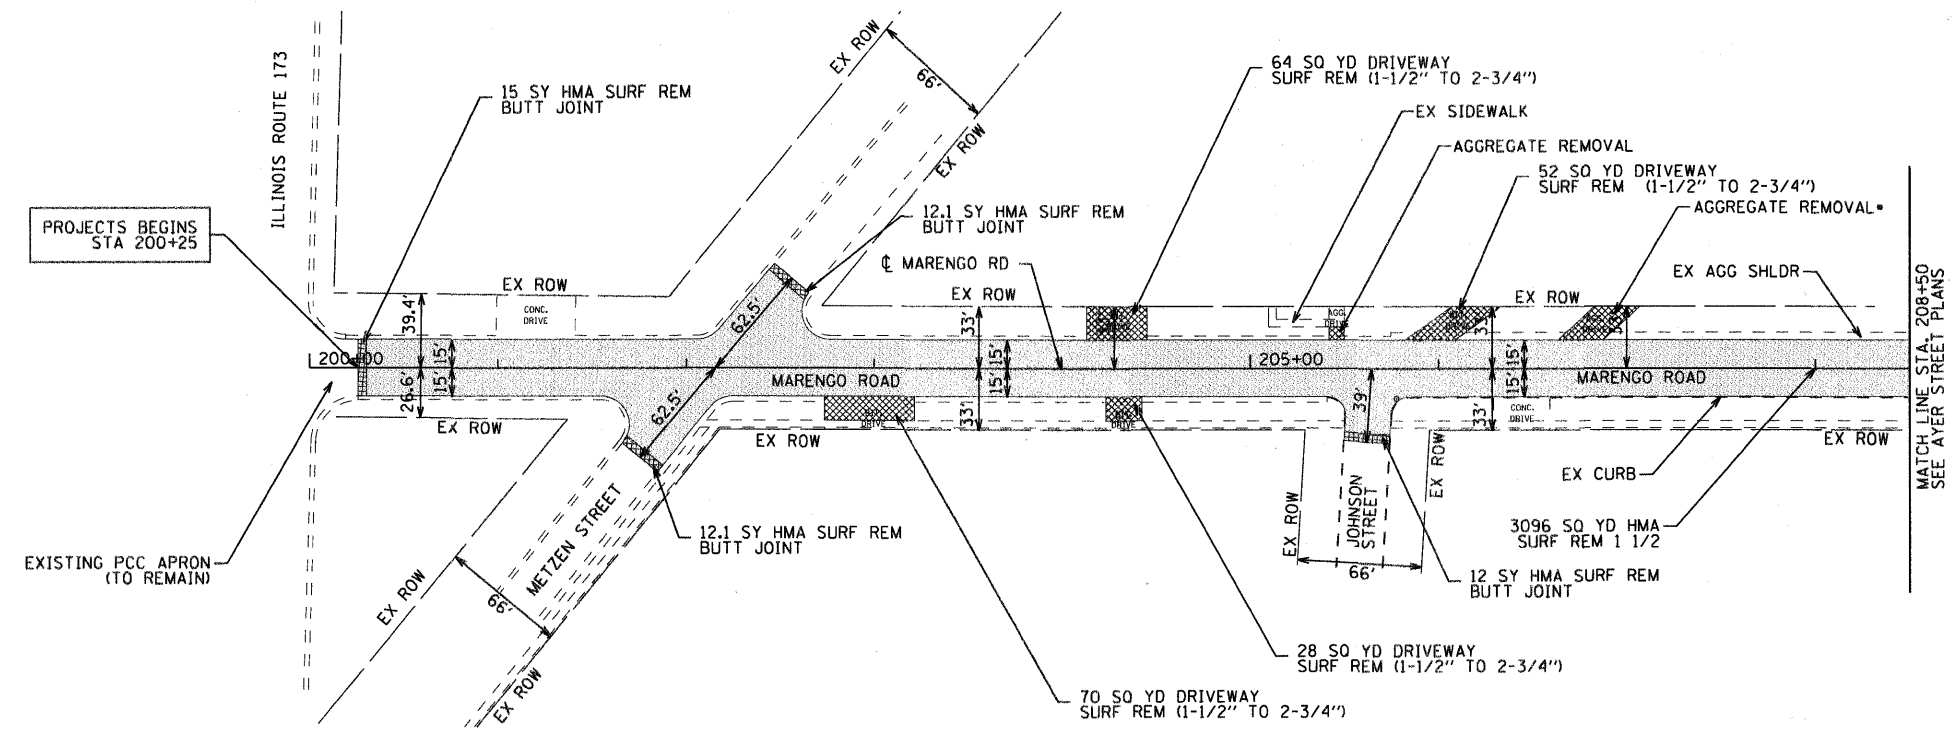 ILLINOIS ROUTE 173
15 SY HMA SURF REM
BUTT JOINT
EX ROW
66'
EX ROW
64 SQ YD DRIVEWAY
SURF REM (1-1/2" TO 2-3/4")
EX SIDEWALK
AGGREGATE REMOVAL
52 SQ YD DRIVEWAY
SURF REM (1-1/2" TO 2-3/4")
AGGREGATE REMOVAL
PROJECTS BEGINS
STA 200+25
12.1 SY HMA SURF REM
BUTT JOINT
℄ MARENGO RD
EX AGG SHLDR
EX ROW
EX ROW
EX ROW
CONC.
DRIVE
AGG.
DRIVE
39.4'
62.5'
33'
33'
200+00
15'
15'
205+00
15'
26.6'
15'
62.5'
MARENGO ROAD
15'
33'
39'
15'
33'
MARENGO ROAD
CONC.
DRIVE
DRIVE
DRIVE
EX ROW
EX ROW
EX ROW
MATCH LINE STA. 208+50
SEE AYER STREET PLANS
EX ROW
EX ROW
JOHNSON
STREET
66'
EX CURB
3096 SQ YD HMA
SURF REM 1 1/2
METZEN STREET
12.1 SY HMA SURF REM
BUTT JOINT
EXISTING PCC APRON
(TO REMAIN)
EX ROW
66'
EX ROW
12 SY HMA SURF REM
BUTT JOINT
28 SQ YD DRIVEWAY
SURF REM (1-1/2" TO 2-3/4")
70 SQ YD DRIVEWAY
SURF REM (1-1/2" TO 2-3/4")